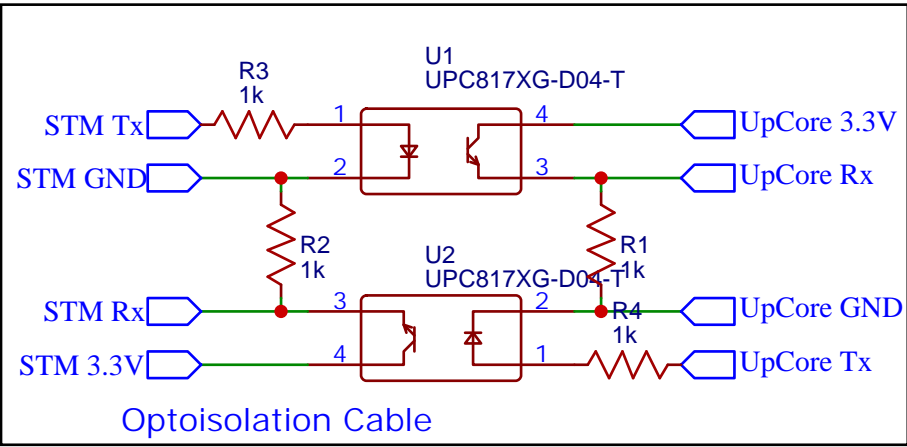 U1
UPC817XG-D04-T
R3
1k
STM Tx
1
4
UpCore 3.3V
STM GND
2
3
UpCore Rx
R2
1k
R1
1k
U2
UPC817XG-D04-T
STM Rx
3
2
UpCore GND
R4
1k
STM 3.3V
4
1
UpCore Tx
Optoisolation Cable